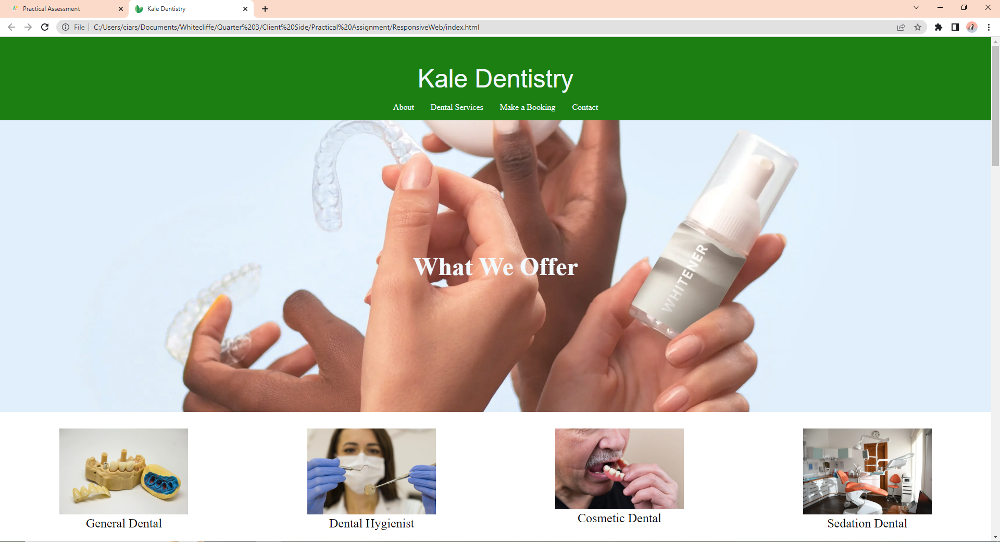 Practical Assessment
Kale Dentistry
File
C:/Users/ciars/Documents/Whitecliffe/Quarter%203/Client%20Side/Practical%20Assignment/ResponsiveWeb/index.html
Kale Dentistry
About Dental Services Make a Booking Contact
What We Offer
WHITENER
General Dental
Dental Hygienist
Cosmetic Dental
Sedation Dental